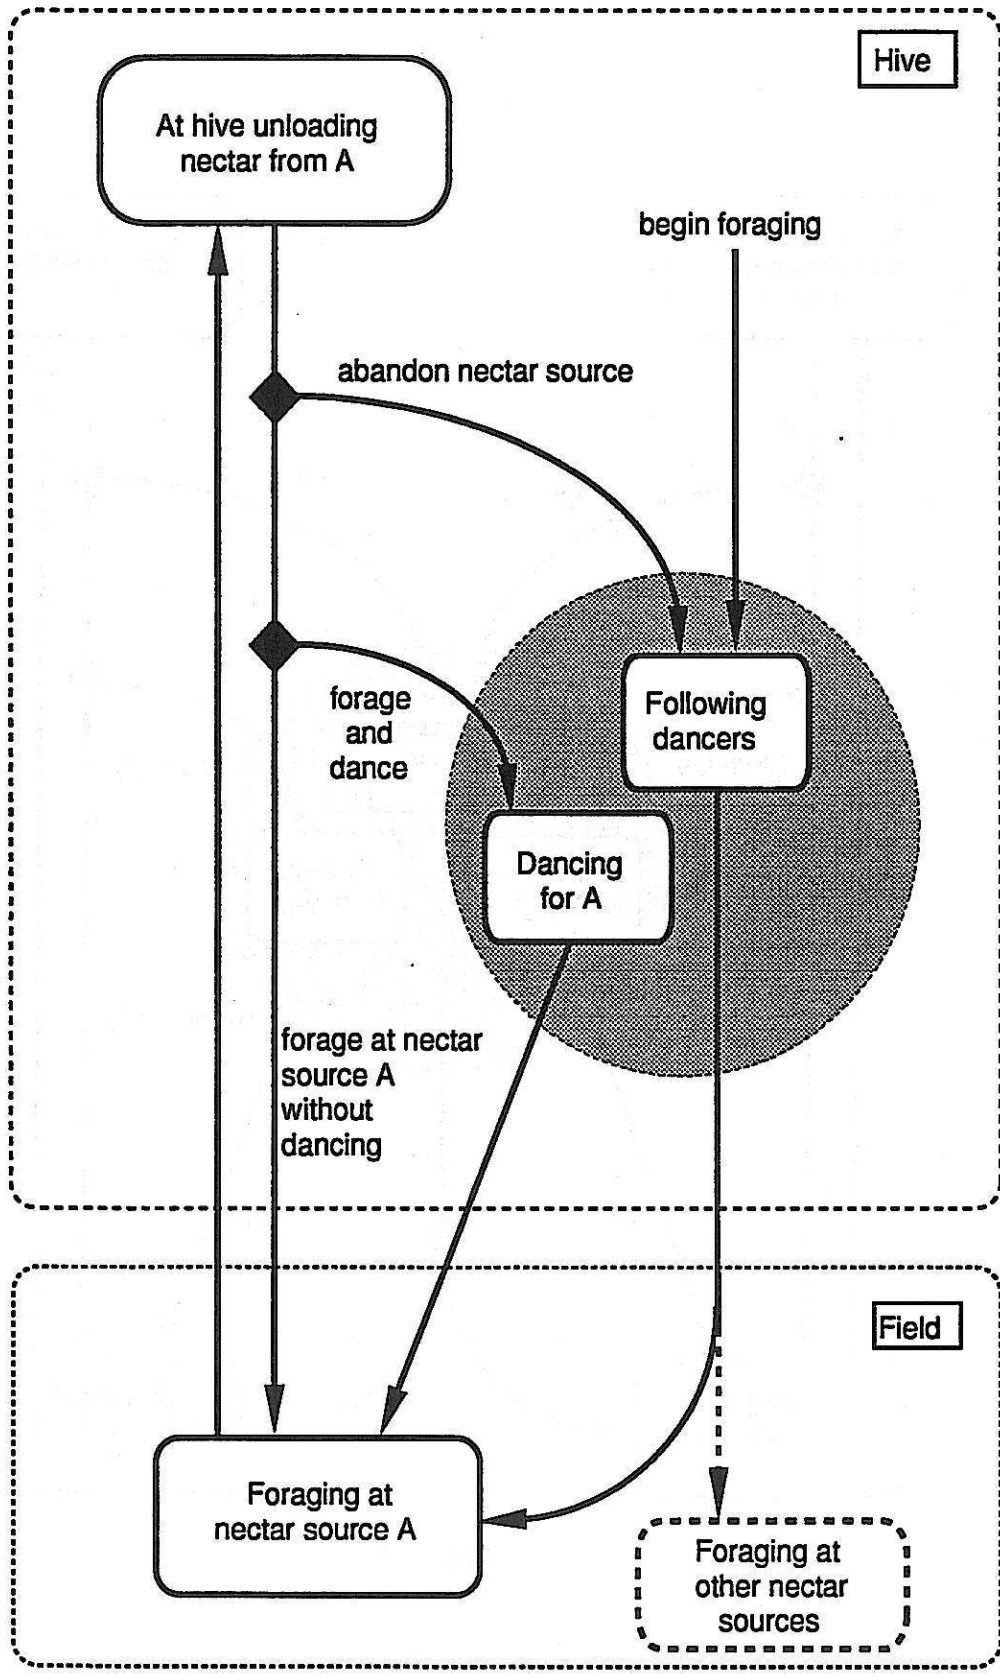 Hive
At hive unloading
nectar from A
begin foraging
abandon nectar source
forage
and
dance
Following
dancers
Dancing
for A
forage at nectar
source A
without
dancing
Field
Foraging at
nectar source A
Foraging at
other nectar
sources